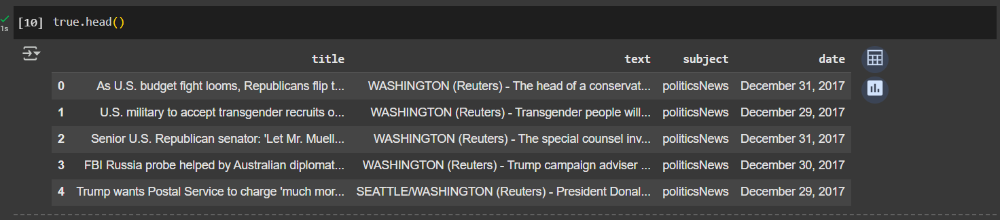 [10] true.head()
1s
title text subject date
0 As U.S. budget fight looms, Republicans flip t... WASHINGTON (Reuters) - The head of a conservat... politicsNews December 31, 2017
1 U.S. military to accept transgender recruits o... WASHINGTON (Reuters) - Transgender people will... politicsNews December 29, 2017
2 Senior U.S. Republican senator: 'Let Mr. Muell... WASHINGTON (Reuters) - The special counsel inv... politicsNews December 31, 2017
3 FBI Russia probe helped by Australian diplomat... WASHINGTON (Reuters) - Trump campaign adviser ... politicsNews December 30, 2017
4 Trump wants Postal Service to charge 'much mor... SEATTLE/WASHINGTON (Reuters) - President Donal... politicsNews December 29, 2017